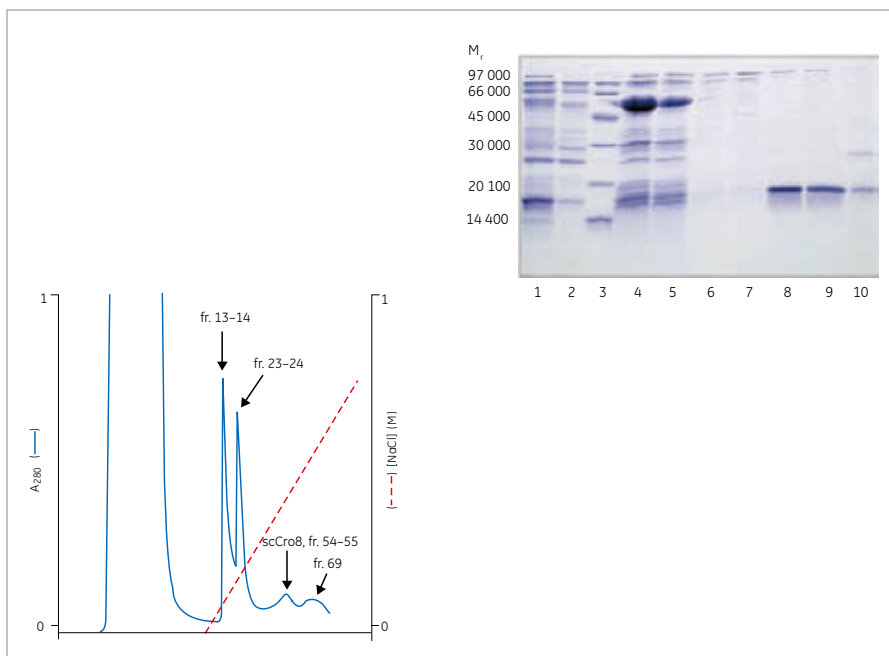 Mr
97 000
66 000
45 000
30 000
20 100
14 400
1 2 3 4 5 6 7 8 9 10
1
1
fr. 13–14
fr. 23–24
A280 (—)
(---) [NaCl] (M)
scCro8, fr. 54–55
fr. 69
0
0